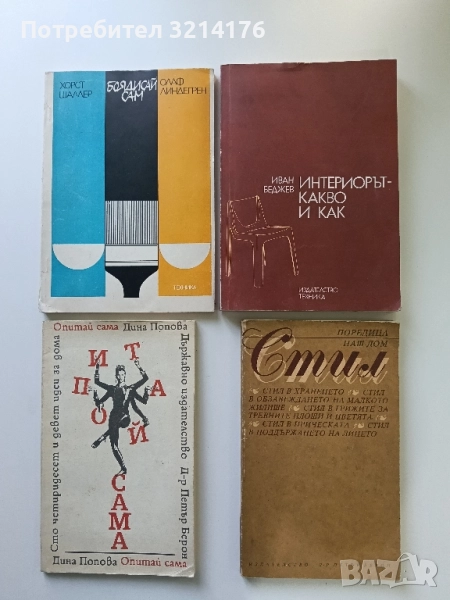 Потребител 3214176
ХОРСТ
ШАЛЛЕР
БОЯДИСАЙ
САМ
ОЛАФ
ЛИНДЕГРЕН
ТЕХНИКА
ИВАН
БЕДЖЕВ
ИНТЕРИОРЪТ-
КАКВО
И КАК
ИЗДАТЕЛСТВО
ТЕХНИКА
Опитай сама Дина Попова
Държавно издателство Д-р Петър Берон
Дина Попова Опитай сама
Сто четиридесет и девет идеи за дома
ОПИТАЙ
САМА
ПОРЕДИЦА
НАШ ДОМ
Стил
СТИЛ В ХРАНЕНЕТО СТИЛ
В ОБЗАВЕЖДАНЕТО НА МАЛКОТО
ЖИЛИЩЕ СТИЛ В ГРИЖИТЕ ЗА
ТРЕВНИТЕ ПЛОЩИ И ЦВЕТЯТА
СТИЛ В ПРИЧЕСКАТА СТИЛ
В ПОДДЪРЖАНЕТО НА ЛИЦЕТО
BAZAR